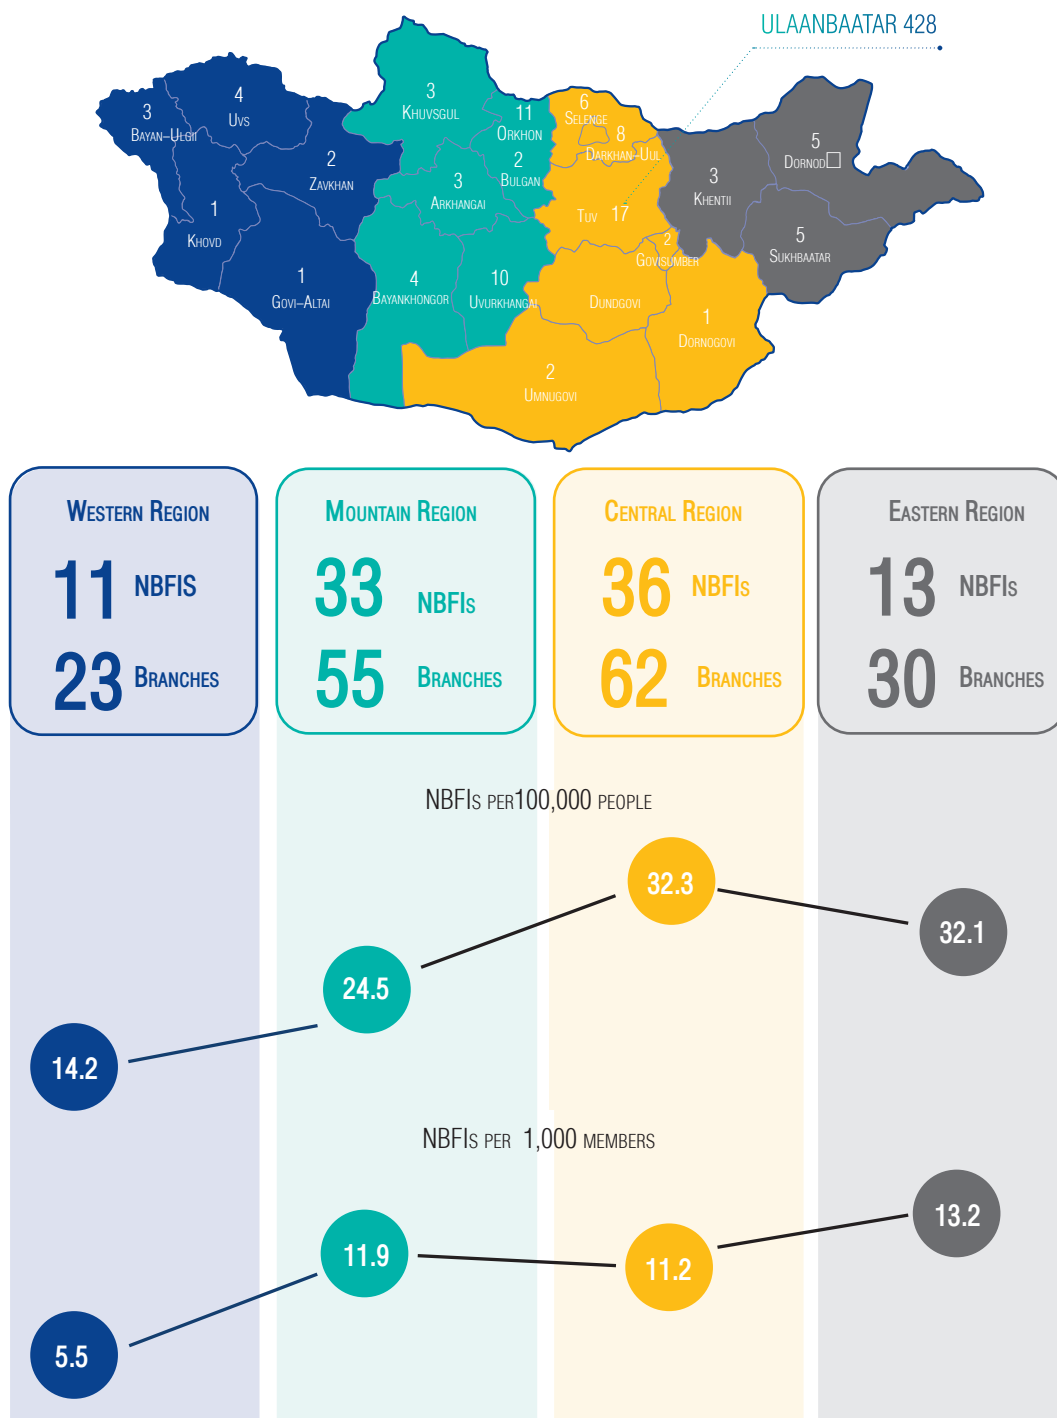 ULAANBAATAR 428
3
BAYAN–ULGII
4
UVS
2
ZAVKHAN
1
KHOVD
1
GOVI–ALTAI
3
KHUVSGUL
11
ORKHON
2
BULGAN
3
ARKHANGAI
4
BAYANKHONGOR
10
UVURKHANGAI
6
SELENGE
8
DARKHAN–UUL
TUV 17
2
GOVISUMBER
DUNDGOVI
1
DORNOGOVI
2
UMNUGOVI
3
KHENTII
5
DORNOD
5
SUKHBAATAR
WESTERN REGION
11 NBFIS
23 BRANCHES
MOUNTAIN REGION
33 NBFIs
55 BRANCHES
CENTRAL REGION
36 NBFIs
62 BRANCHES
EASTERN REGION
13 NBFIs
30 BRANCHES
NBFIs PER100,000 PEOPLE
14.2
24.5
32.3
32.1
NBFIs PER 1,000 MEMBERS
5.5
11.9
11.2
13.2